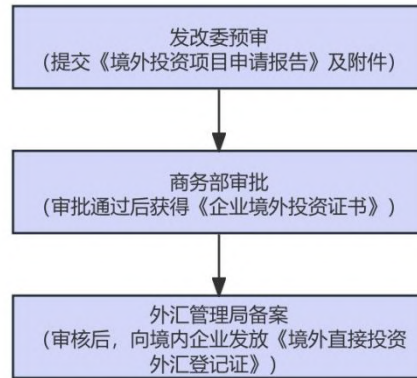 发改委预审
（提交《境外投资项目申请报告》及附件）
商务部审批
（审批通过后获得《企业境外投资证书》）
外汇管理局备案
（审核后，向境内企业发放《境外直接投资
外汇登记证》）